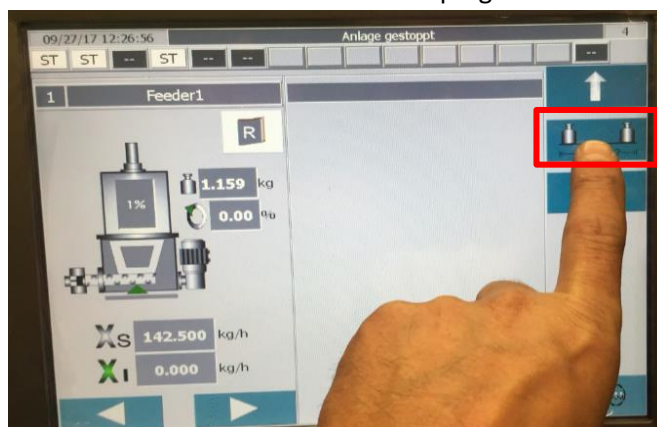 09/27/17 12:26:56 Anlage gestoppt 4
ST ST -- ST -- -- --
1 Feeder1
R
1.159 kg
1%
0.00 %
XS 142.500 kg/h
XI 0.000 kg/h